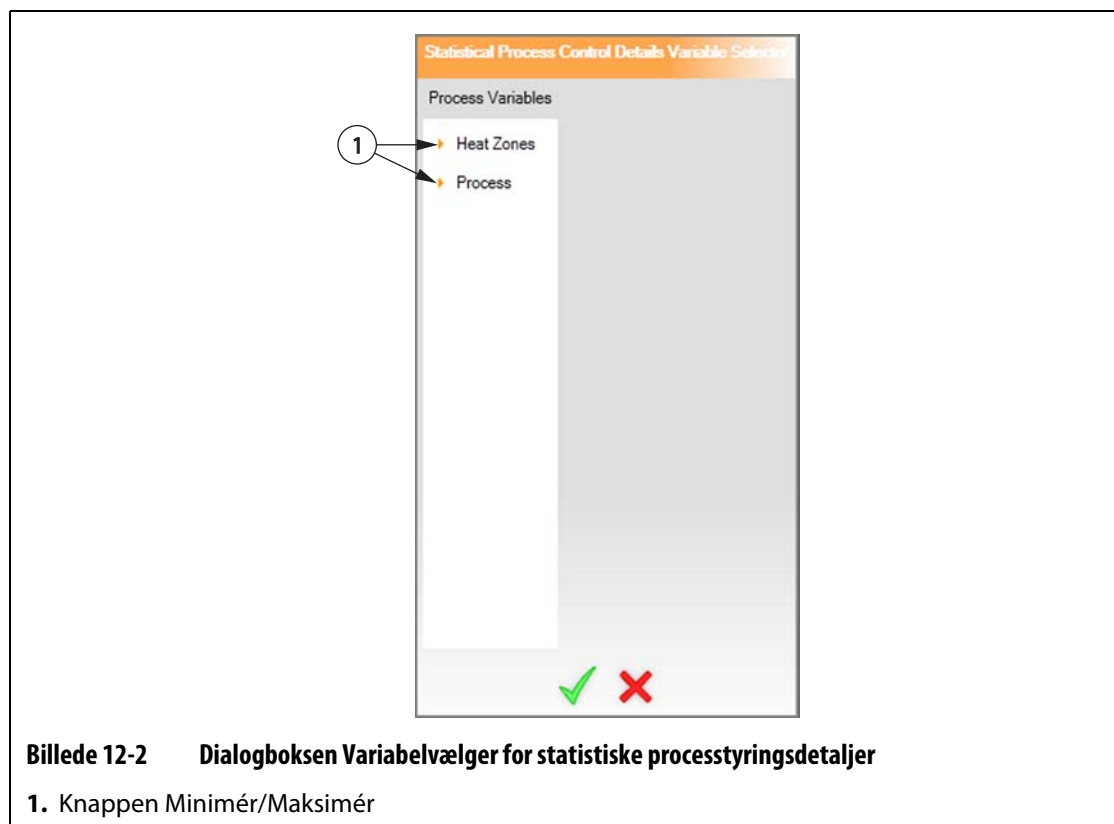 Statistical Process Control Details Variable Selector
Process Variables
1
Heat Zones
Process
Billede 12-2 Dialogboksen Variabelvælger for statistiske processtyringsdetaljer
1. Knappen Minimér/Maksimér